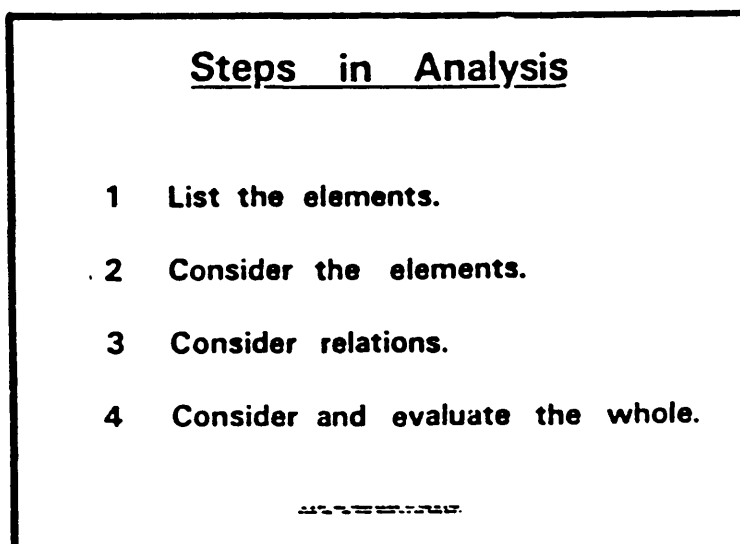 Steps in Analysis
1 List the elements.
2 Consider the elements.
3 Consider relations.
4 Consider and evaluate the whole.